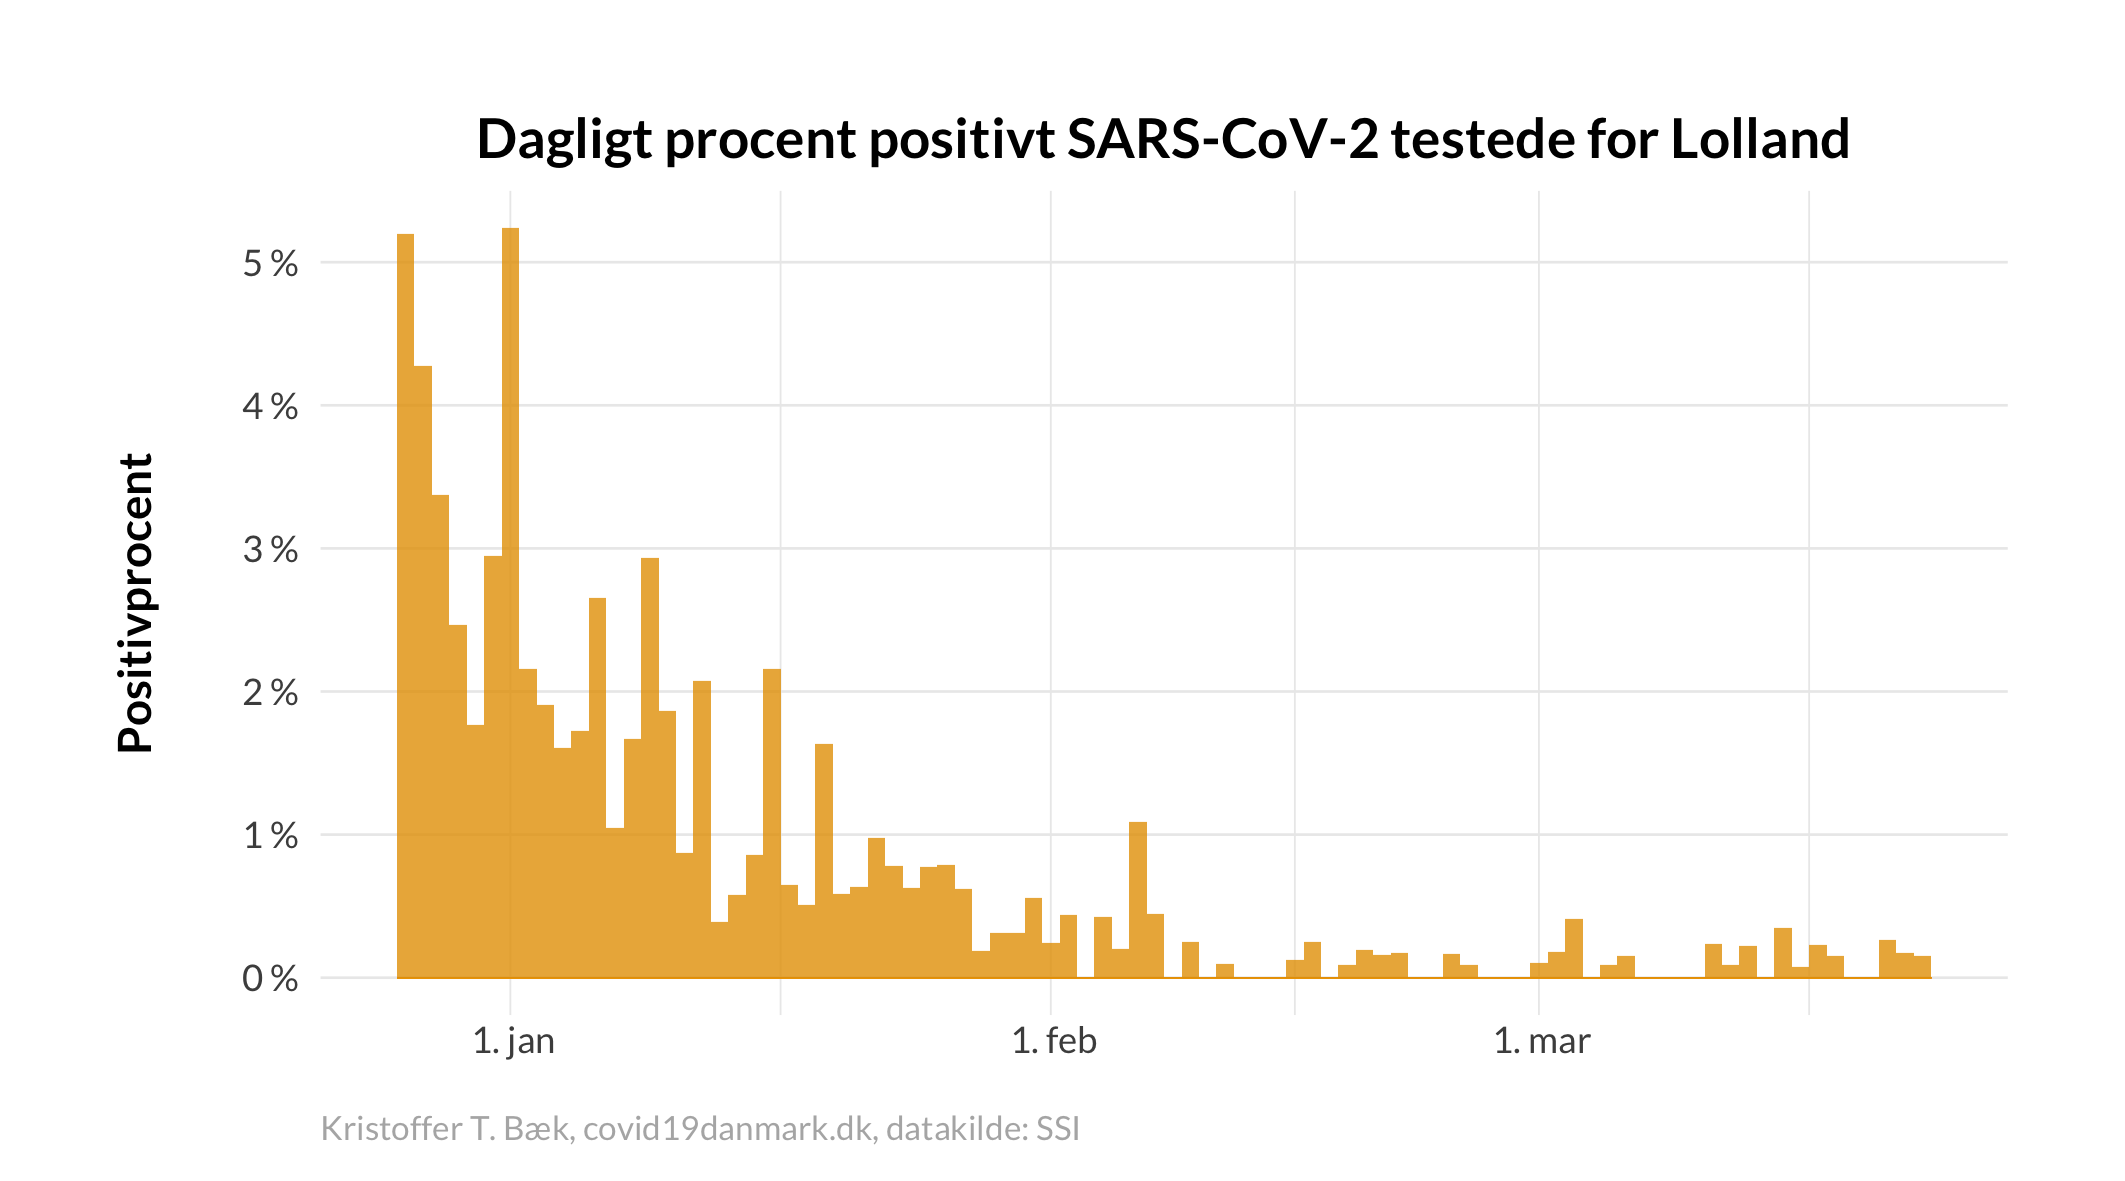 Dagligt procent positivt SARS-CoV-2 testede for Lolland
Positivprocent
5 %
4 %
3 %
2 %
1 %
0 %
1. jan
1. feb
1. mar
Kristoffer T. Bæk, covid19danmark.dk, datakilde: SSI